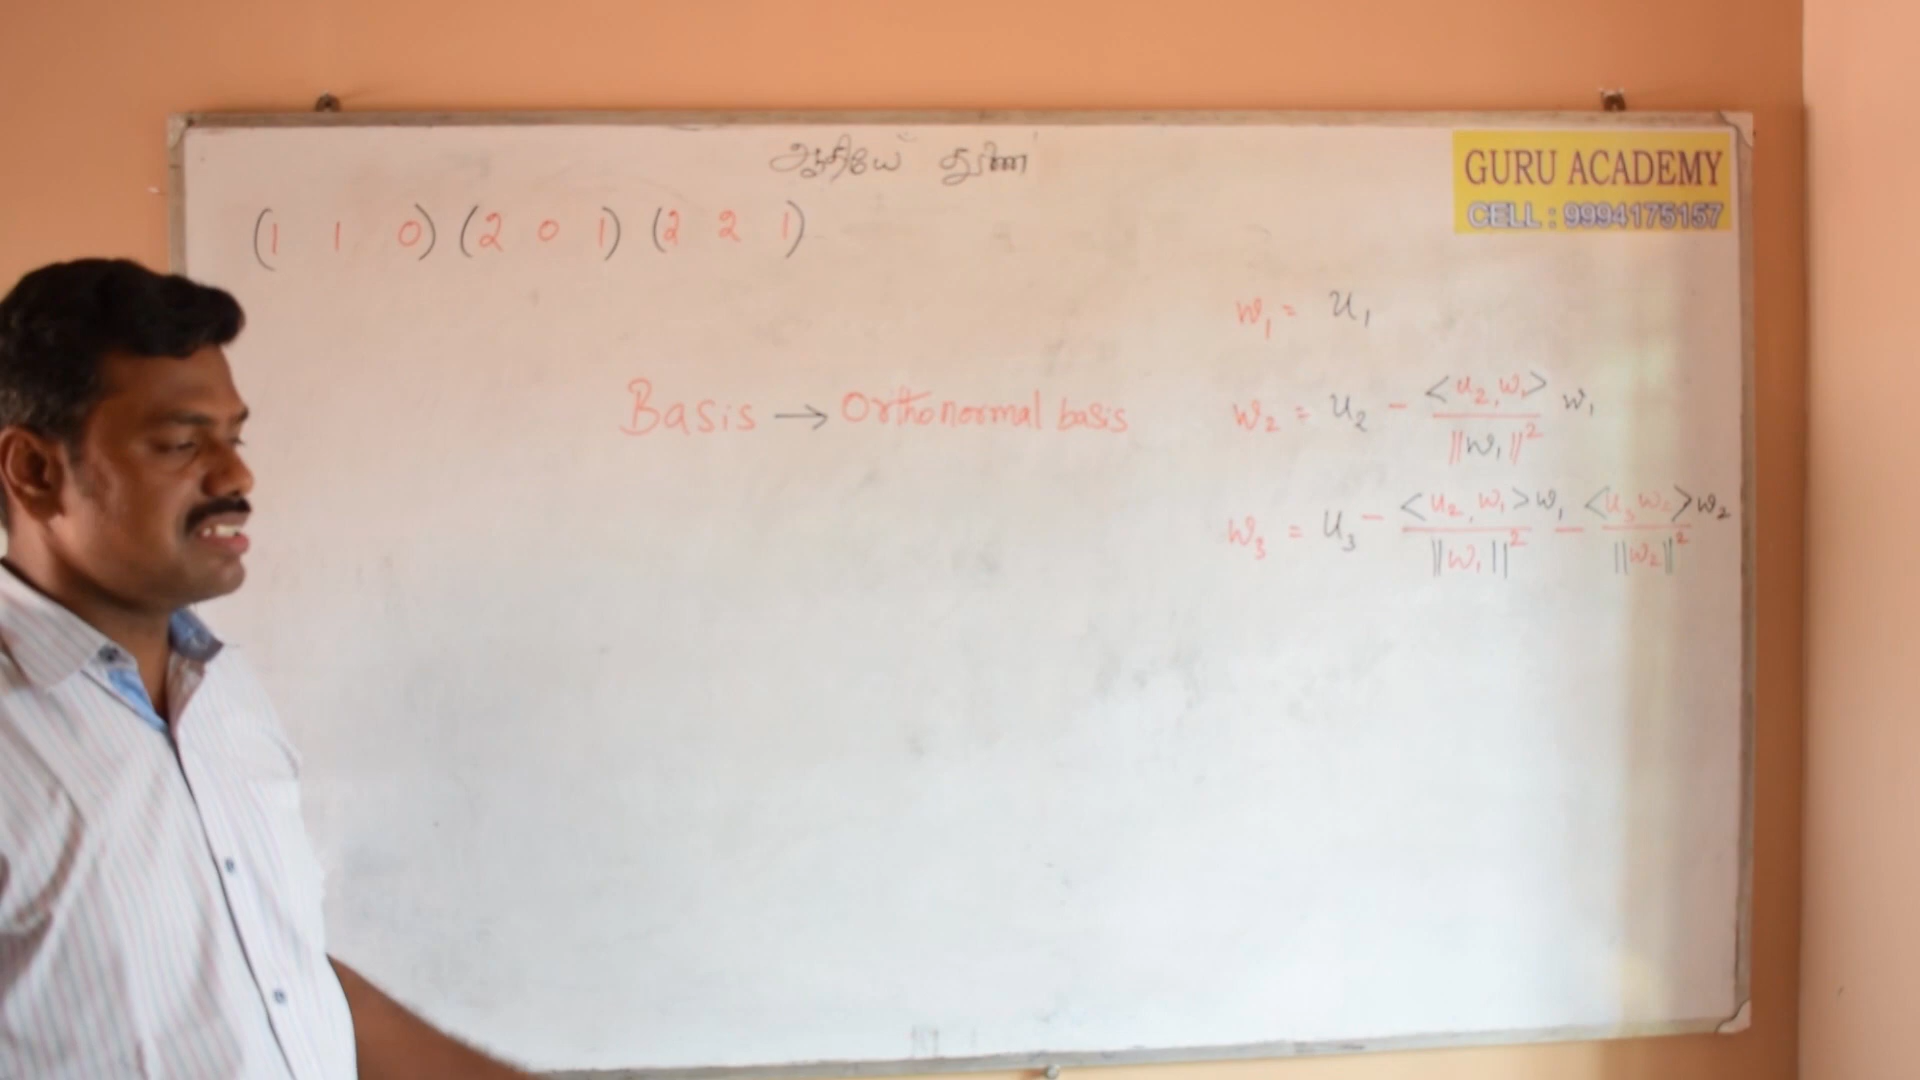 ஆதியே துணை
GURU ACADEMY
CELL : 9994175157
(1 1 0) (2 0 1) (2 2 1)
w₁ = u₁
Basis → Orthonormal basis
w₂ = u₂ - <u₂, w₁> / ||w₁||² w₁
w₃ = u₃ - <u₂, w₁> w₁ / ||w₁||² - <u₃ w₂> w₂ / ||w₂||²